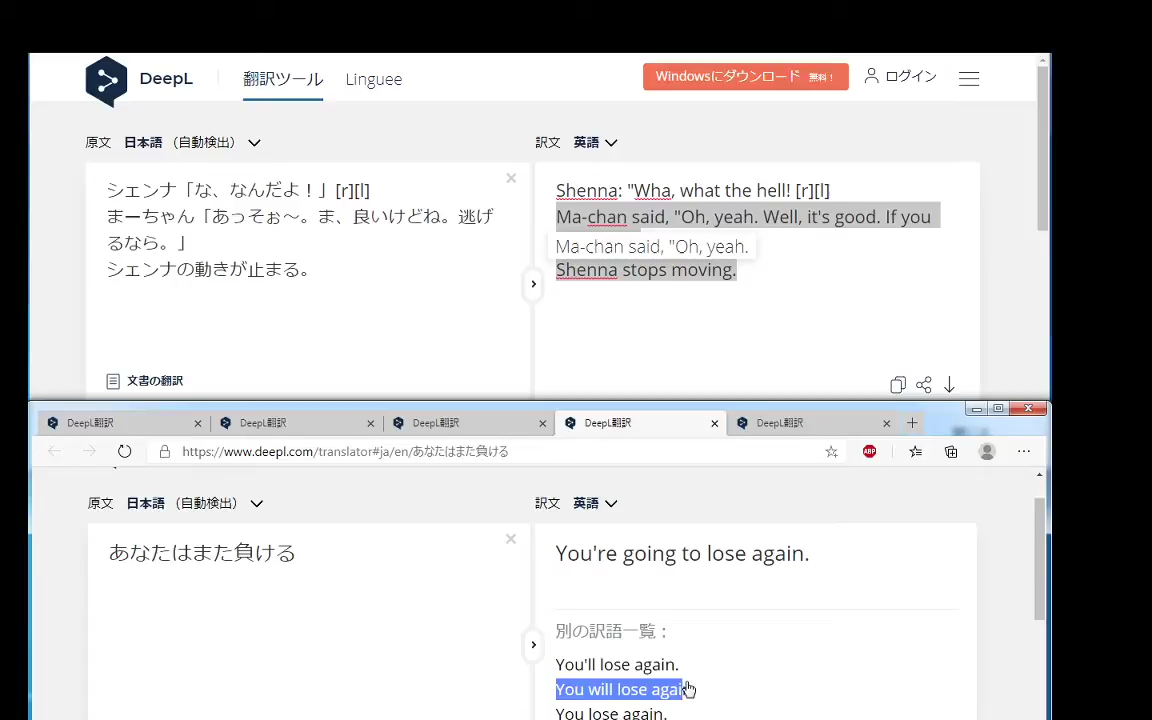 DeepL 翻訳ツール Linguee Windowsにダウンロード 無料！ ログイン
原文 日本語 （自動検出） 訳文 英語
シェンナ「な、なんだよ！」[r][l]
まーちゃん「あっそぉ～。ま、良いけどね。逃げ
るなら。」
シェンナの動きが止まる。
文書の翻訳
Shenna: "Wha, what the hell! [r][l]
Ma-chan said, "Oh, yeah. Well, it's good. If you
Ma-chan said, "Oh, yeah.
Shenna stops moving.
DeepL翻訳 DeepL翻訳 DeepL翻訳 DeepL翻訳 DeepL翻訳
https://www.deepl.com/translator#ja/en/あなたはまた負ける
ABP
原文 日本語 （自動検出） 訳文 英語
あなたはまた負ける
You're going to lose again.
別の訳語一覧：
You'll lose again.
You will lose agai
You lose again.